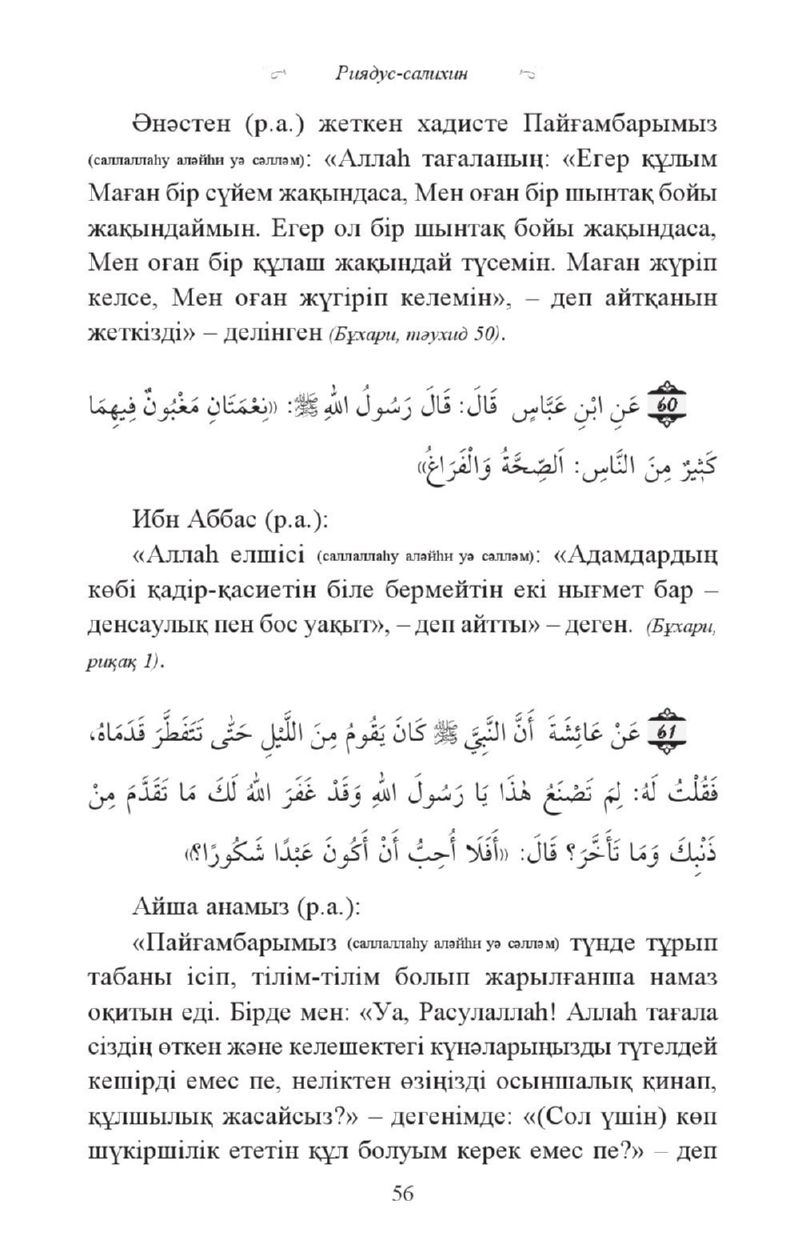 Риядус-салихин
Әнәстен (р.а.) жеткен хадисте Пайғамбарымыз
(саллаллаһу аләйһи уә сәлләм): «Аллаһ тағаланың: «Егер құлым
Маған бір сүйем жақындаса, Мен оған бір шынтақ бойы
жақындаймын. Егер ол бір шынтақ бойы жақындаса,
Мен оған бір құлаш жақындай түсемін. Маған жүріп
келсе, Мен оған жүгіріп келемін», – деп айтқанын
жеткізді» – делінген (Бұхари, тәухид 50).
60 عَنِ ابْنِ عَبَّاسٍ قَالَ: قَالَ رَسُولُ اللهِ ﷺ: «نِعْمَتَانِ مَغْبُونٌ فِيهِمَا
كَثِيرٌ مِنَ النَّاسِ: اَلصِّحَّةُ وَالْفَرَاغُ»
Ибн Аббас (р.а.):
«Аллаһ елшісі (саллаллаһу аләйһи уә сәлләм): «Адамдардың
көбі қадір-қасиетін біле бермейтін екі нығмет бар –
денсаулық пен бос уақыт», – деп айтты» – деген. (Бұхари,
риқақ 1).
61 عَنْ عَائِشَةَ أَنَّ النَّبِيَّ ﷺ كَانَ يَقُومُ مِنَ اللَّيْلِ حَتَّى تَتَفَطَّرَ قَدَمَاهُ،
فَقُلْتُ لَهُ: لِمَ تَصْنَعُ هٰذَا يَا رَسُولَ اللهِ وَقَدْ غَفَرَ اللهُ لَكَ مَا تَقَدَّمَ مِنْ
ذَنْبِكَ وَمَا تَأَخَّرَ؟ قَالَ: «أَفَلَا أُحِبُّ أَنْ أَكُونَ عَبْدًا شَكُورًا؟»
Айша анамыз (р.а.):
«Пайғамбарымыз (саллаллаһу аләйһи уә сәлләм) түнде тұрып
табаны ісіп, тілім-тілім болып жарылғанша намаз
оқитын еді. Бірде мен: «Уа, Расулаллаһ! Аллаһ тағала
сіздің өткен және келешектегі күнәларыңызды түгелдей
кешірді емес пе, неліктен өзіңізді осыншалық қинап,
құлшылық жасайсыз?» – дегенімде: «(Сол үшін) көп
шүкіршілік ететін құл болуым керек емес пе?» – деп
56